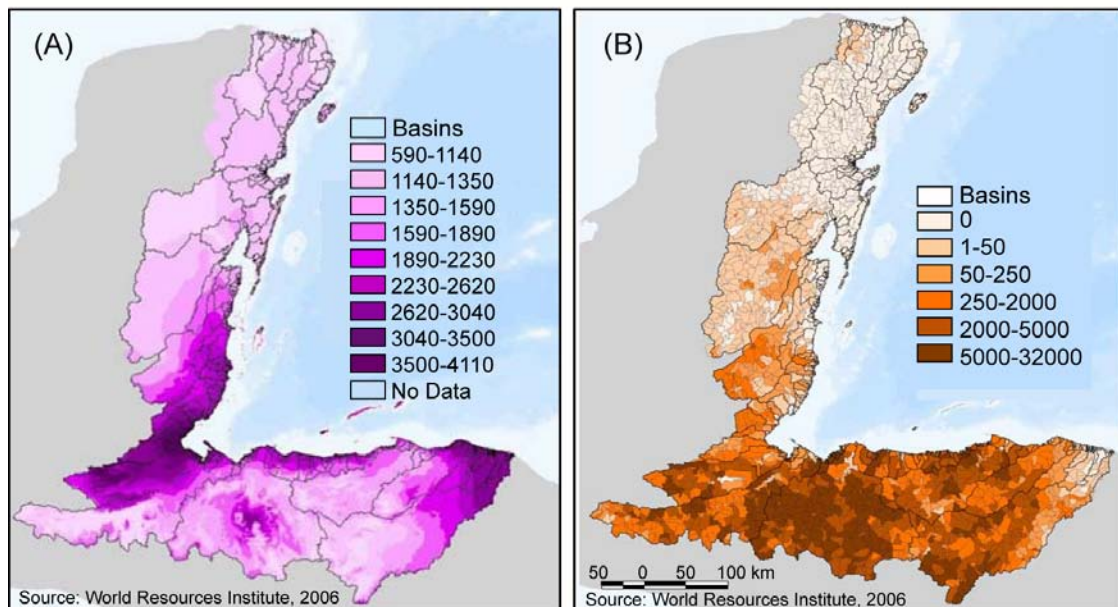 (A)
Basins
590-1140
1140-1350
1350-1590
1590-1890
1890-2230
2230-2620
2620-3040
3040-3500
3500-4110
No Data
Source: World Resources Institute, 2006
(B)
Basins
0
1-50
50-250
250-2000
2000-5000
5000-32000
50 0 50 100 km
Source: World Resources Institute, 2006